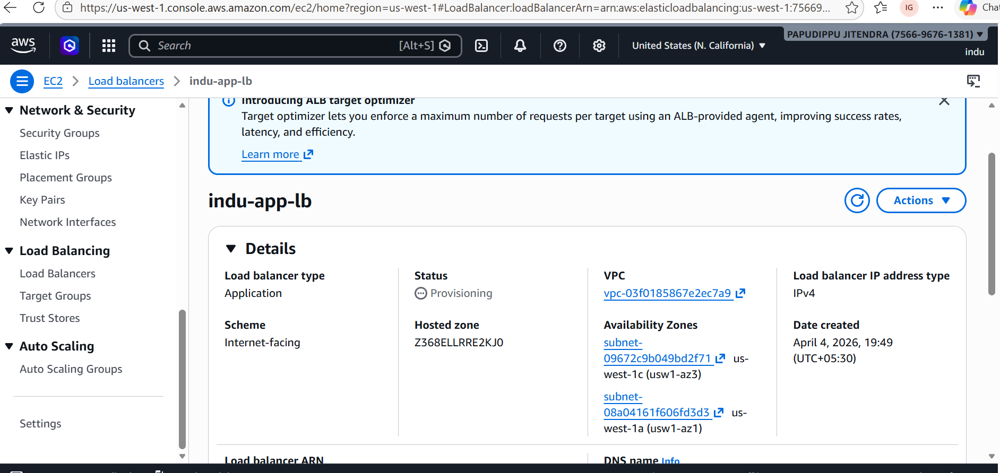 https://us-west-1.console.aws.amazon.com/ec2/home?region=us-west-1#LoadBalancer:loadBalancerArn=arn:aws:elasticloadbalancing:us-west-1:75669...
IG
Chat
aws
Search
[Alt+S]
United States (N. California)
PAPUDIPPU JITENDRA (7566-9676-1381)
indu
EC2
Load balancers
indu-app-lb
Network & Security
Security Groups
Elastic IPs
Placement Groups
Key Pairs
Network Interfaces
Load Balancing
Load Balancers
Target Groups
Trust Stores
Auto Scaling
Auto Scaling Groups
Settings
Introducing ALB target optimizer
Target optimizer lets you enforce a maximum number of requests per target using an ALB-provided agent, improving success rates,
latency, and efficiency.
Learn more
indu-app-lb
Actions
Details
Load balancer type
Application
Scheme
Internet-facing
Status
Provisioning
Hosted zone
Z368ELLRRE2KJ0
VPC
vpc-03f0185867e2ec7a9
Availability Zones
subnet-
09672c9b049bd2f71 us-
west-1c (usw1-az3)
subnet-
08a04161f606fd3d3 us-
west-1a (usw1-az1)
Load balancer IP address type
IPv4
Date created
April 4, 2026, 19:49
(UTC+05:30)
Load balancer ARN
DNS name Info